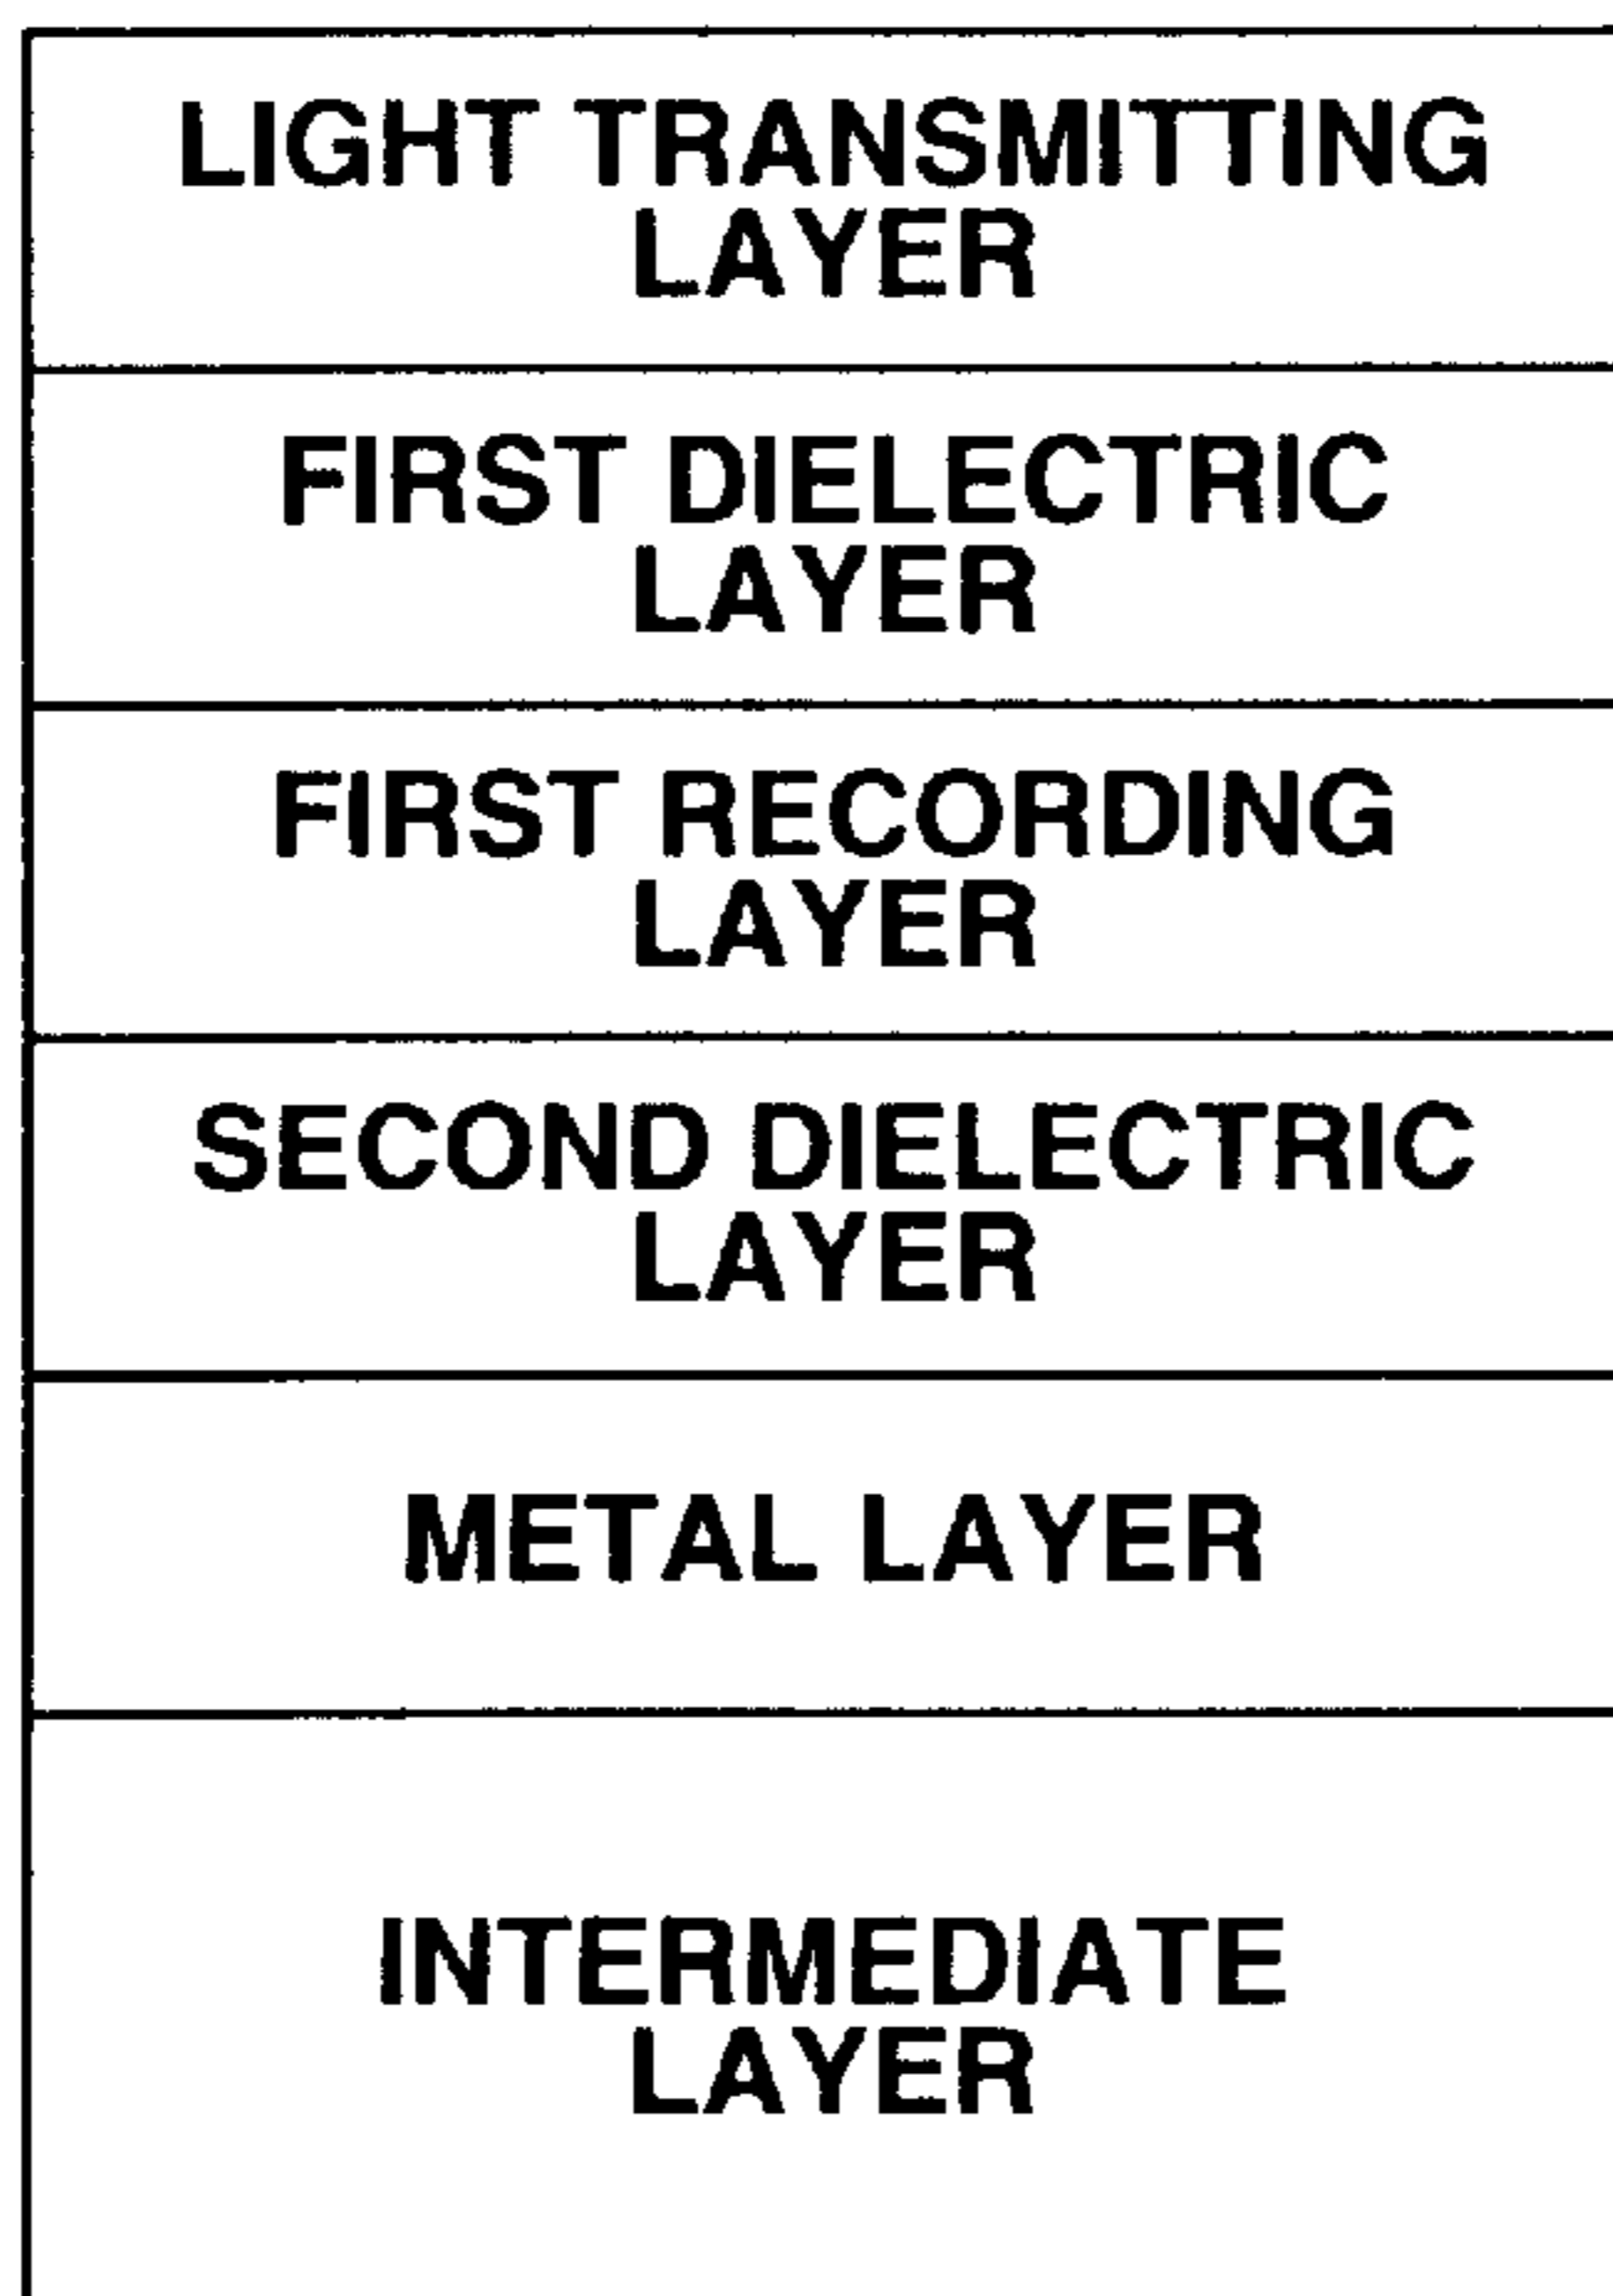 LIGHT TRANSMITTING
LAYER
FIRST DIELECTRIC
LAYER
FIRST RECORDING
LAYER
SECOND DIELECTRIC
LAYER
METAL LAYER
INTERMEDIATE
LAYER